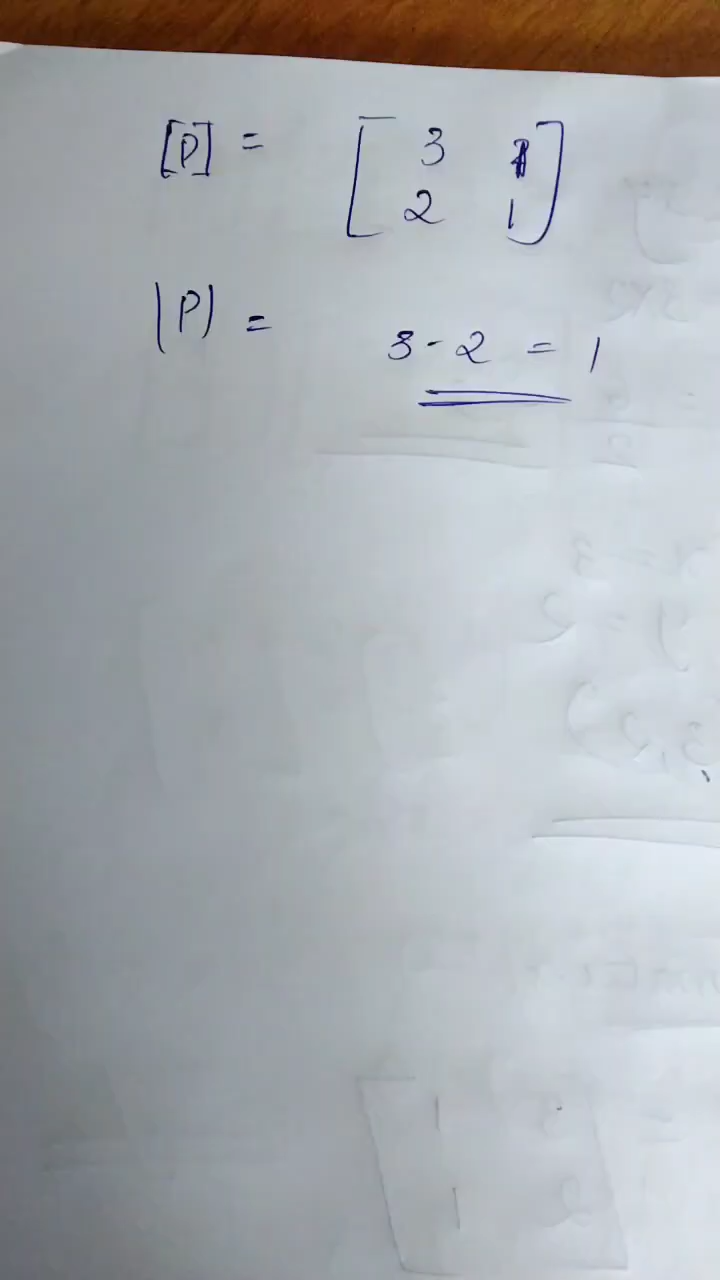 [P] = [ 3 1
2 1 ]
|P| = 3 - 2 = 1